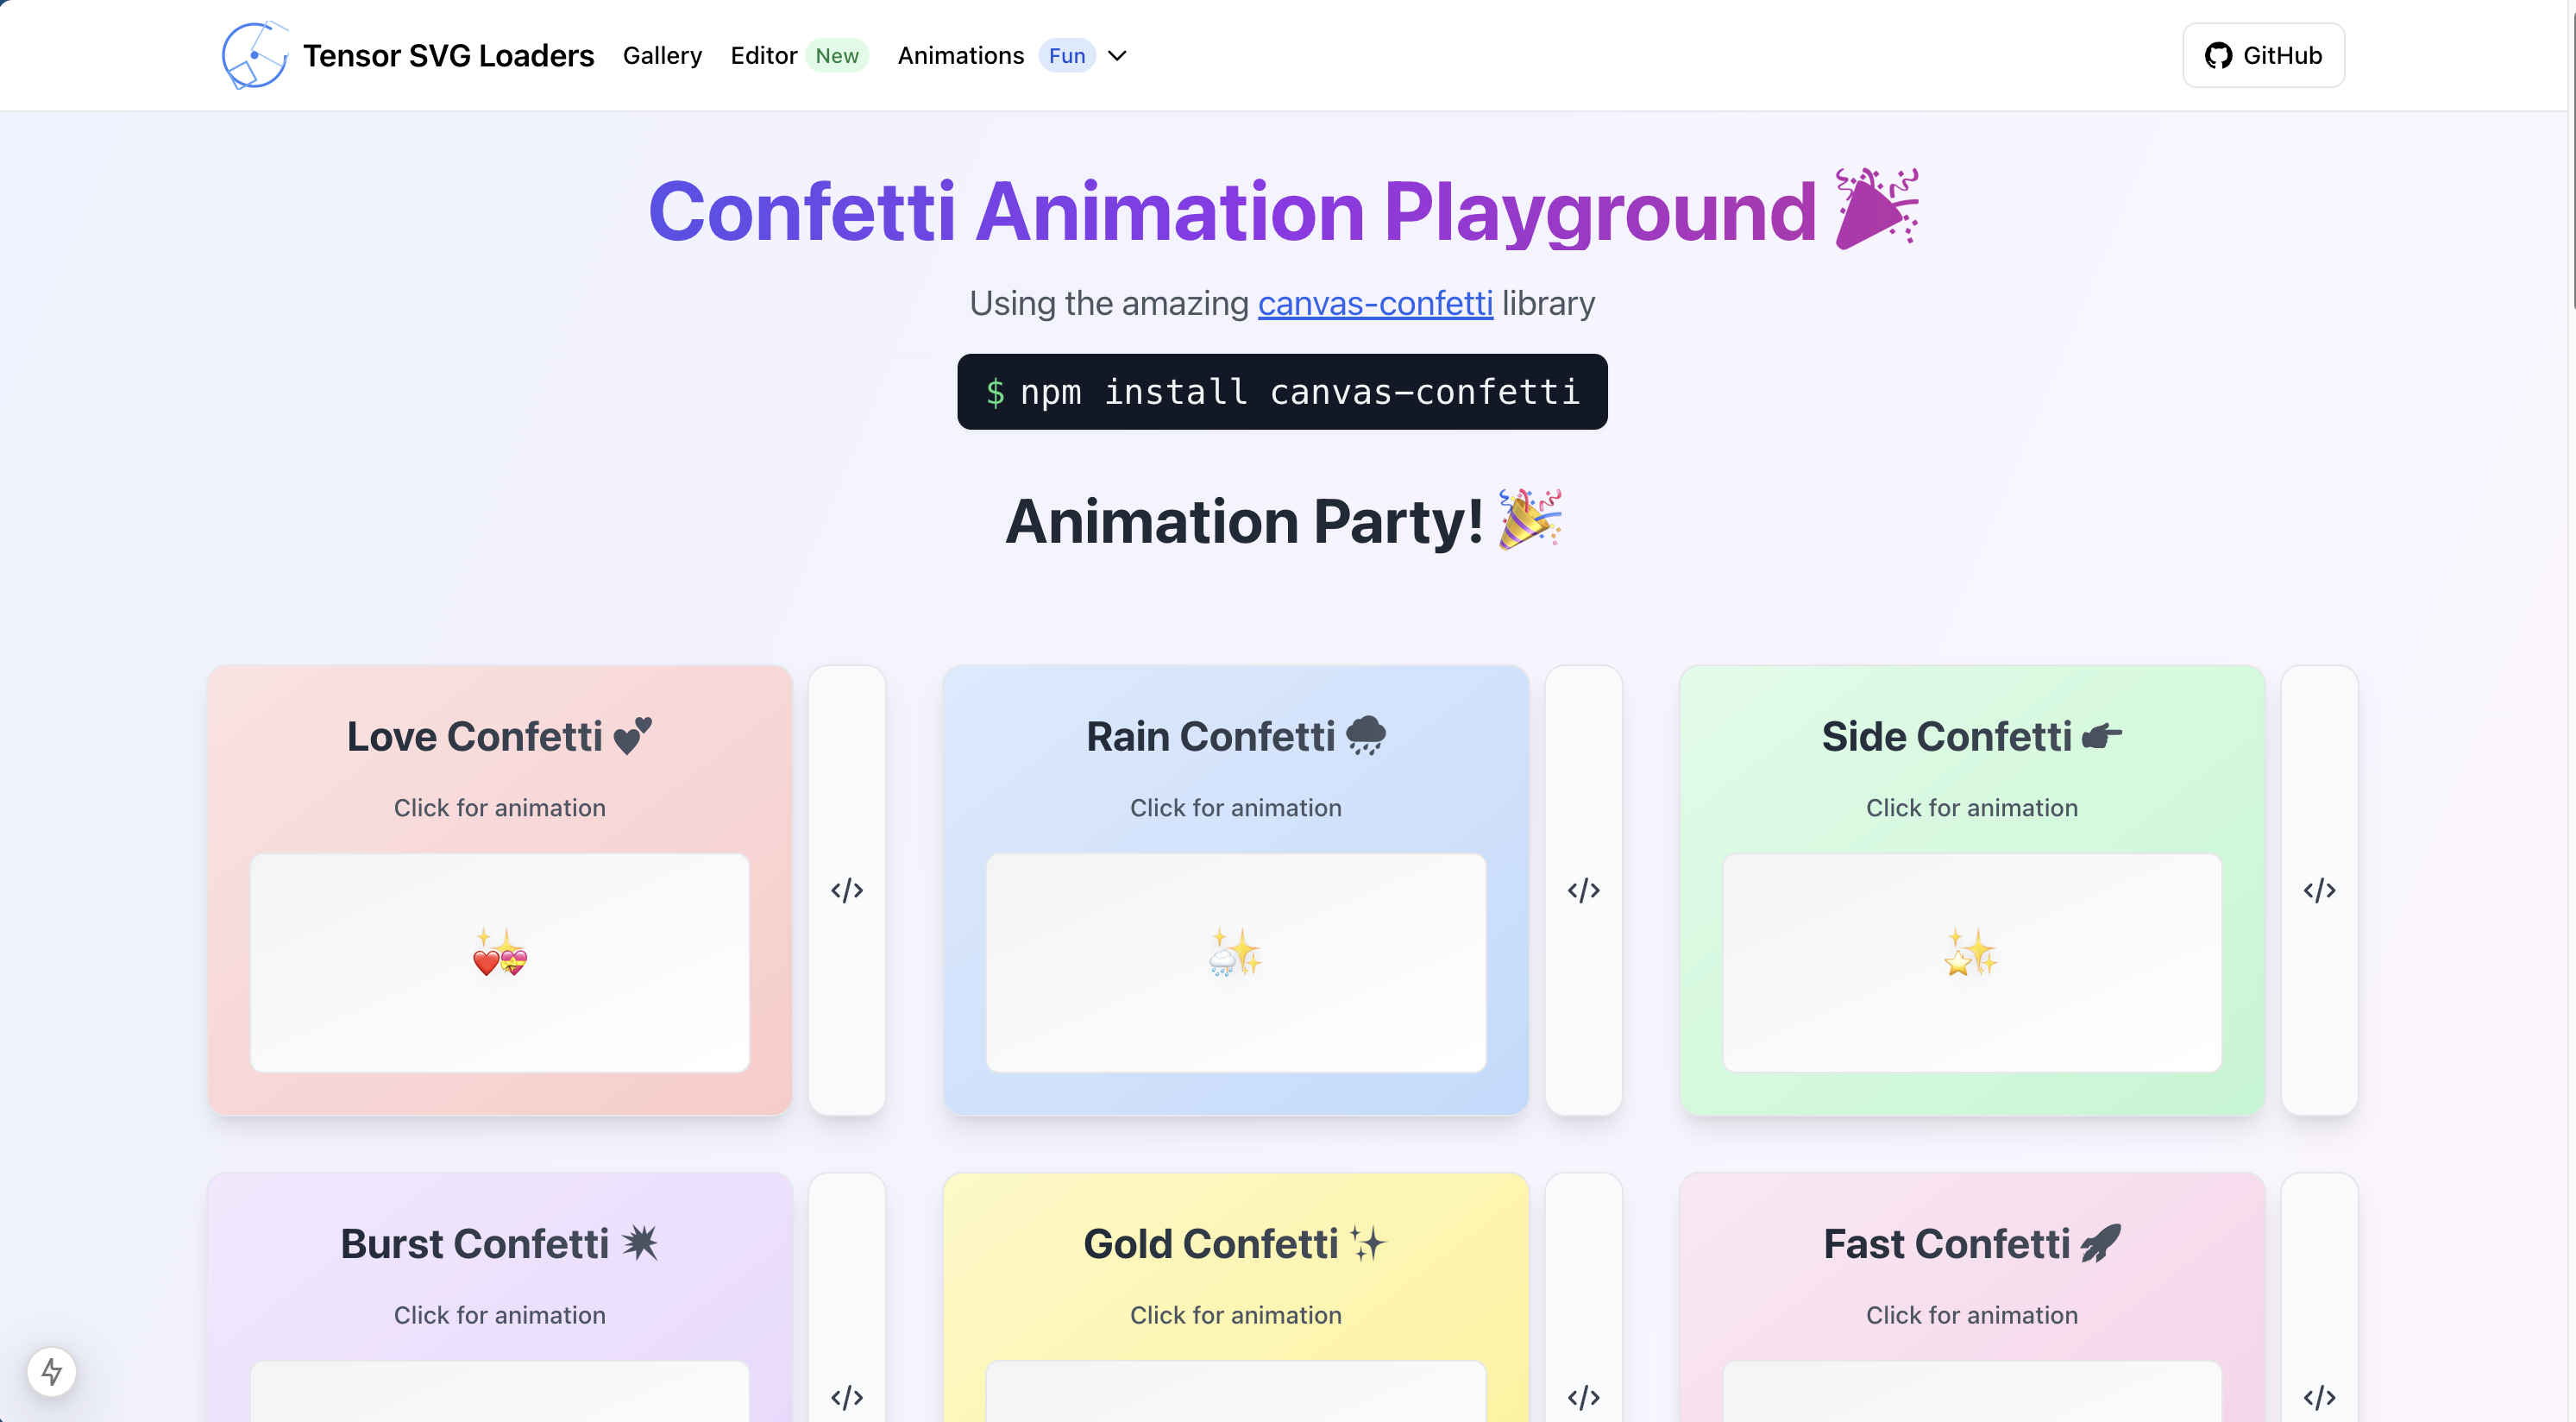 Tensor SVG Loaders Gallery Editor New Animations Fun GitHub
Confetti Animation Playground 🎉
Using the amazing canvas-confetti library
$ npm install canvas-confetti
Animation Party! 🎉
Love Confetti 💕
Click for animation
</>
Rain Confetti 🌧
Click for animation
</>
Side Confetti 👉
Click for animation
</>
Burst Confetti 💥
Click for animation
</>
Gold Confetti ✨
Click for animation
</>
Fast Confetti 🚀
Click for animation
</>